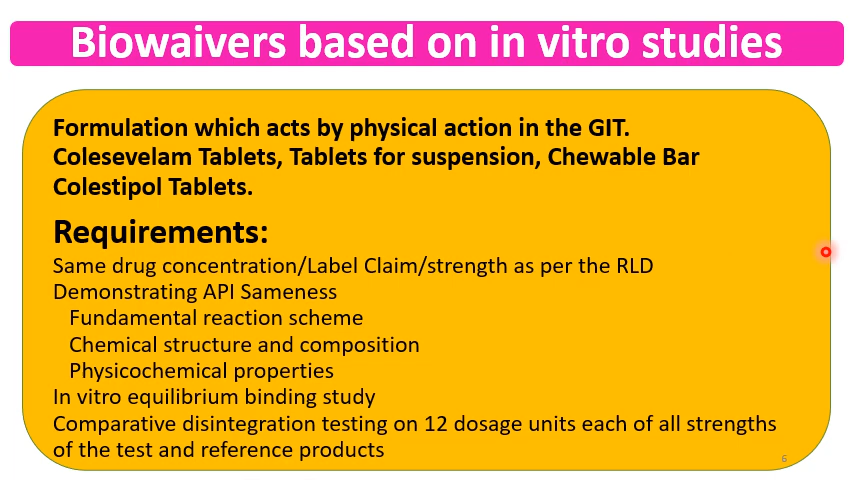 Biowaivers based on in vitro studies
Formulation which acts by physical action in the GIT.
Colesevelam Tablets, Tablets for suspension, Chewable Bar
Colestipol Tablets.
Requirements:
Same drug concentration/Label Claim/strength as per the RLD
Demonstrating API Sameness
Fundamental reaction scheme
Chemical structure and composition
Physicochemical properties
In vitro equilibrium binding study
Comparative disintegration testing on 12 dosage units each of all strengths
of the test and reference products
6